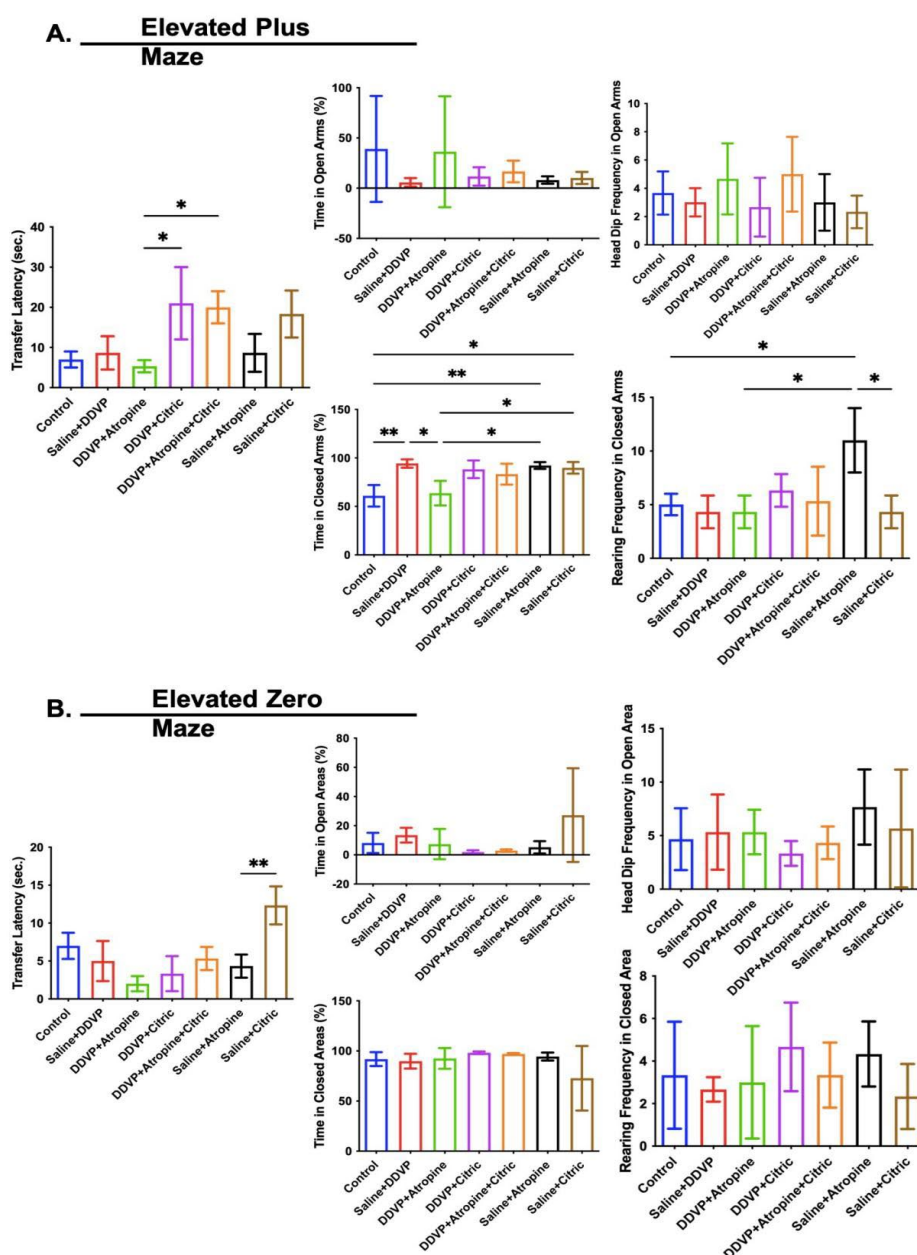 A. Elevated Plus
Maze
Transfer Latency (sec.)
40
30
20
10
0
Control
Saline+DDVP
DDVP+Atropine
DDVP+Citric
DDVP+Atropine+Citric
Saline+Atropine
Saline+Citric
*
*
Time in Open Arms (%)
100
50
0
-50
Control
Saline+DDVP
DDVP+Atropine
DDVP+Citric
DDVP+Atropine+Citric
Saline+Atropine
Saline+Citric
Head Dip Frequency in Open Arms
10
8
6
4
2
0
Control
Saline+DDVP
DDVP+Atropine
DDVP+Citric
DDVP+Atropine+Citric
Saline+Atropine
Saline+Citric
Time in Closed Arms (%)
150
100
50
0
*
**
*
** * *
Control
Saline+DDVP
DDVP+Atropine
DDVP+Citric
DDVP+Atropine+Citric
Saline+Atropine
Saline+Citric
Rearing Frequency in Closed Arms
15
10
5
0
*
* *
Control
Saline+DDVP
DDVP+Atropine
DDVP+Citric
DDVP+Atropine+Citric
Saline+Atropine
Saline+Citric
B. Elevated Zero
Maze
Transfer Latency (sec.)
20
15
10
5
0
**
Control
Saline+DDVP
DDVP+Atropine
DDVP+Citric
DDVP+Atropine+Citric
Saline+Atropine
Saline+Citric
Time in Open Areas (%)
80
60
40
20
0
-20
Control
Saline+DDVP
DDVP+Atropine
DDVP+Citric
DDVP+Atropine+Citric
Saline+Atropine
Saline+Citric
Head Dip Frequency in Open Area
15
10
5
0
Control
Saline+DDVP
DDVP+Atropine
DDVP+Citric
DDVP+Atropine+Citric
Saline+Atropine
Saline+Citric
Time in Closed Areas (%)
150
100
50
0
Control
Saline+DDVP
DDVP+Atropine
DDVP+Citric
DDVP+Atropine+Citric
Saline+Atropine
Saline+Citric
Rearing Frequency in Closed Area
8
6
4
2
0
Control
Saline+DDVP
DDVP+Atropine
DDVP+Citric
DDVP+Atropine+Citric
Saline+Atropine
Saline+Citric